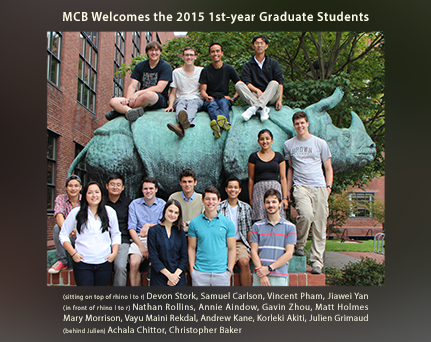 MCB Welcomes the 2015 1st-year Graduate Students
(sitting on top of rhino l to r) Devon Stork, Samuel Carlson, Vincent Pham, Jiawei Yan
(in front of rhino l to r) Nathan Rollins, Annie Aindow, Gavin Zhou, Matt Holmes
Mary Morrison, Vayu Maini Rekdal, Andrew Kane, Korleki Akiti, Julien Grimaud
(behind Julien) Achala Chittor, Christopher Baker